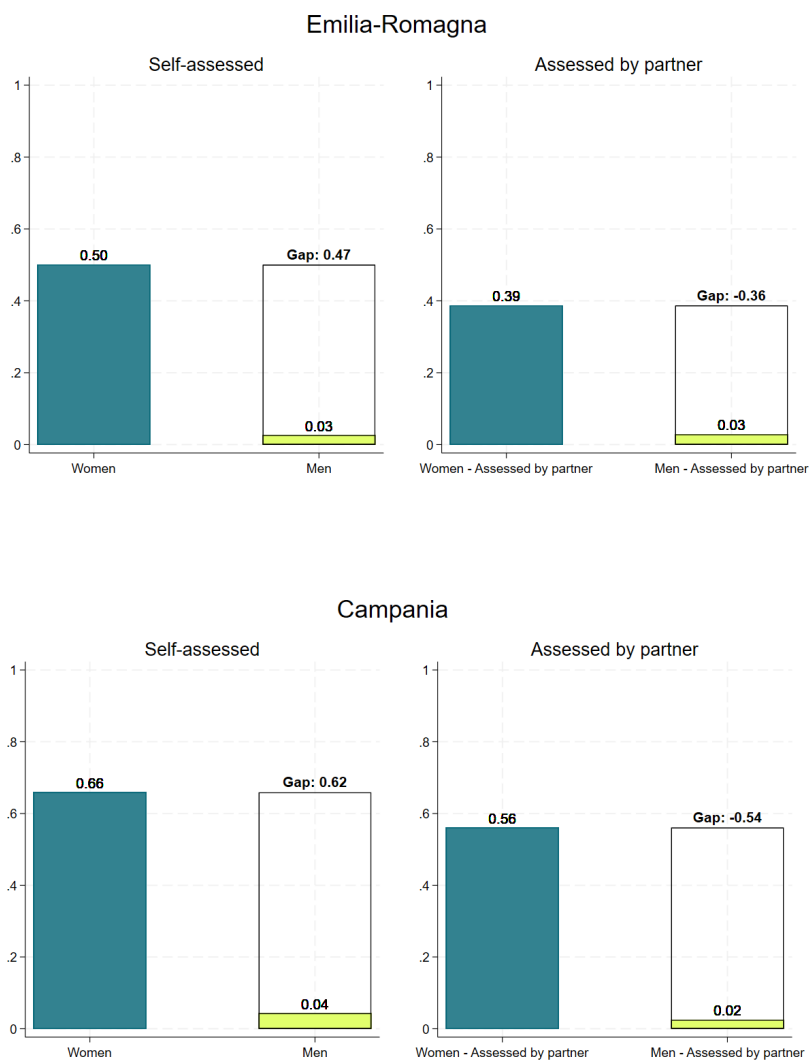 Emilia-Romagna
Self-assessed
Assessed by partner
1
.8
.6
.4
.2
0
0.50
Gap: 0.47
0.03
Women
Men
1
.8
.6
.4
.2
0
0.39
Gap: -0.36
0.03
Women - Assessed by partner
Men - Assessed by partner
Campania
Self-assessed
Assessed by partner
1
.8
.6
.4
.2
0
0.66
Gap: 0.62
0.04
Women
Men
1
.8
.6
.4
.2
0
0.56
Gap: -0.54
0.02
Women - Assessed by partner
Men - Assessed by partner